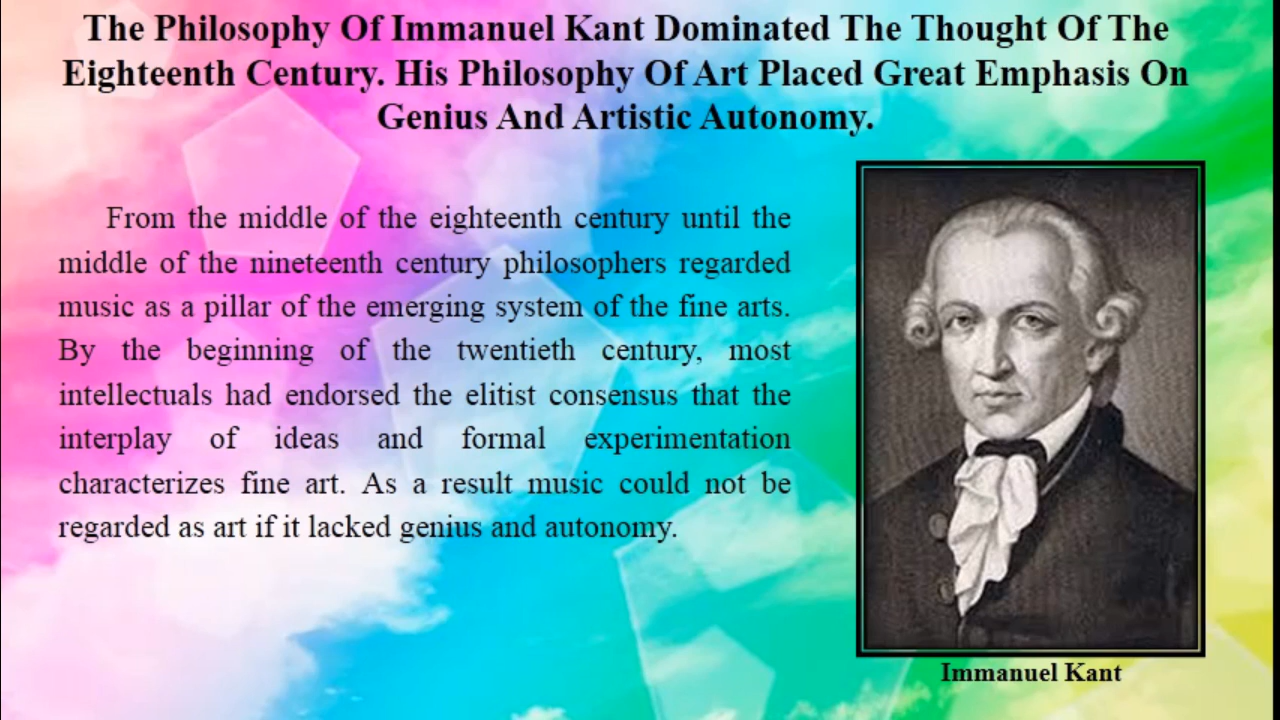 The Philosophy Of Immanuel Kant Dominated The Thought Of The
Eighteenth Century. His Philosophy Of Art Placed Great Emphasis On
Genius And Artistic Autonomy.
From the middle of the eighteenth century until the
middle of the nineteenth century philosophers regarded
music as a pillar of the emerging system of the fine arts.
By the beginning of the twentieth century, most
intellectuals had endorsed the elitist consensus that the
interplay of ideas and formal experimentation
characterizes fine art. As a result music could not be
regarded as art if it lacked genius and autonomy.
Immanuel Kant